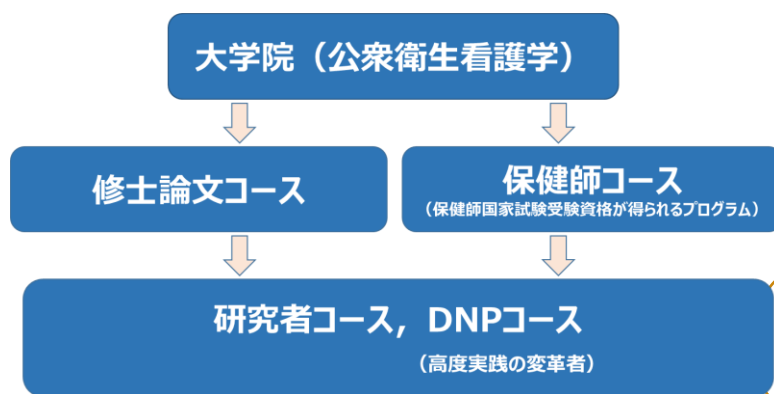 大学院（公衆衛生看護学）
修士論文コース
保健師コース
（保健師国家試験受験資格が得られるプログラム）
研究者コース，DNPコース
（高度実践の変革者）